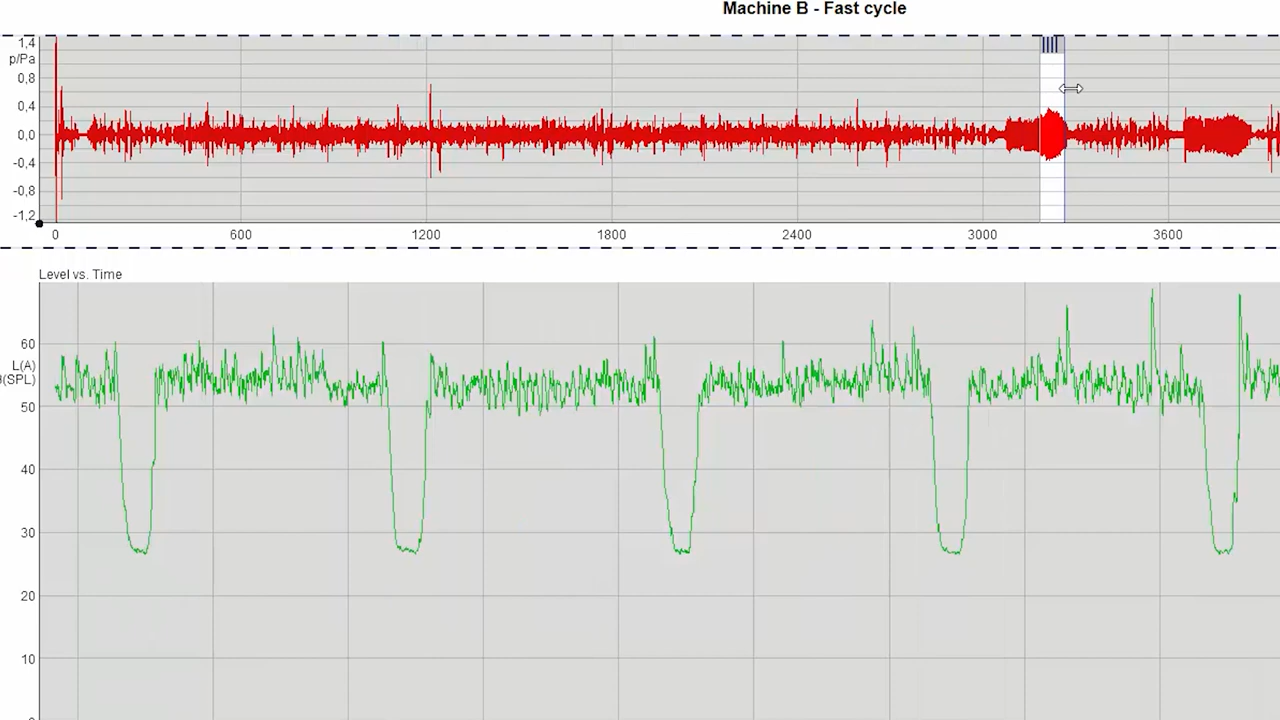 Machine B - Fast cycle
1,4
p/Pa
0,8
0,4
0,0
-0,4
-0,8
-1,2
0 600 1200 1800 2400 3000 3600
Level vs. Time
60
L(A)
(SPL)
50
40
30
20
10